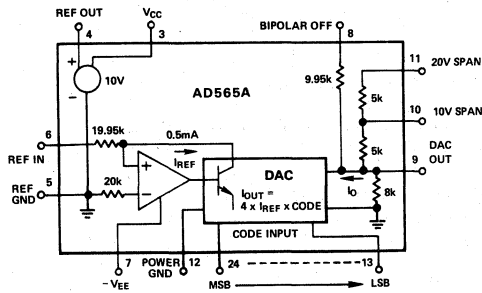 REF OUT
4
VCC
3
BIPOLAR OFF
8
+
10V
-
AD565A
9.95k
11
20V SPAN
5k
10
10V SPAN
5k
6
REF IN
19.95k
0.5mA
IREF
DAC
9
DAC OUT
IO
8k
5
REF GND
20k
+
-
IOUT =
4 x IREF x CODE
CODE INPUT
7
- VEE
POWER GND
12
24
MSB
13
LSB